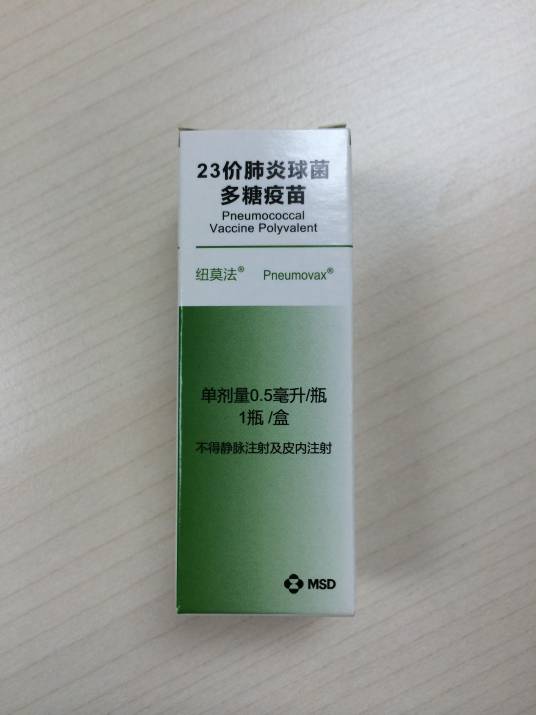 23价肺炎球菌
多糖疫苗
Pneumococcal
Vaccine Polyvalent
纽莫法® Pneumovax®
单剂量0.5毫升/瓶
1瓶 /盒
不得静脉注射及皮内注射
MSD